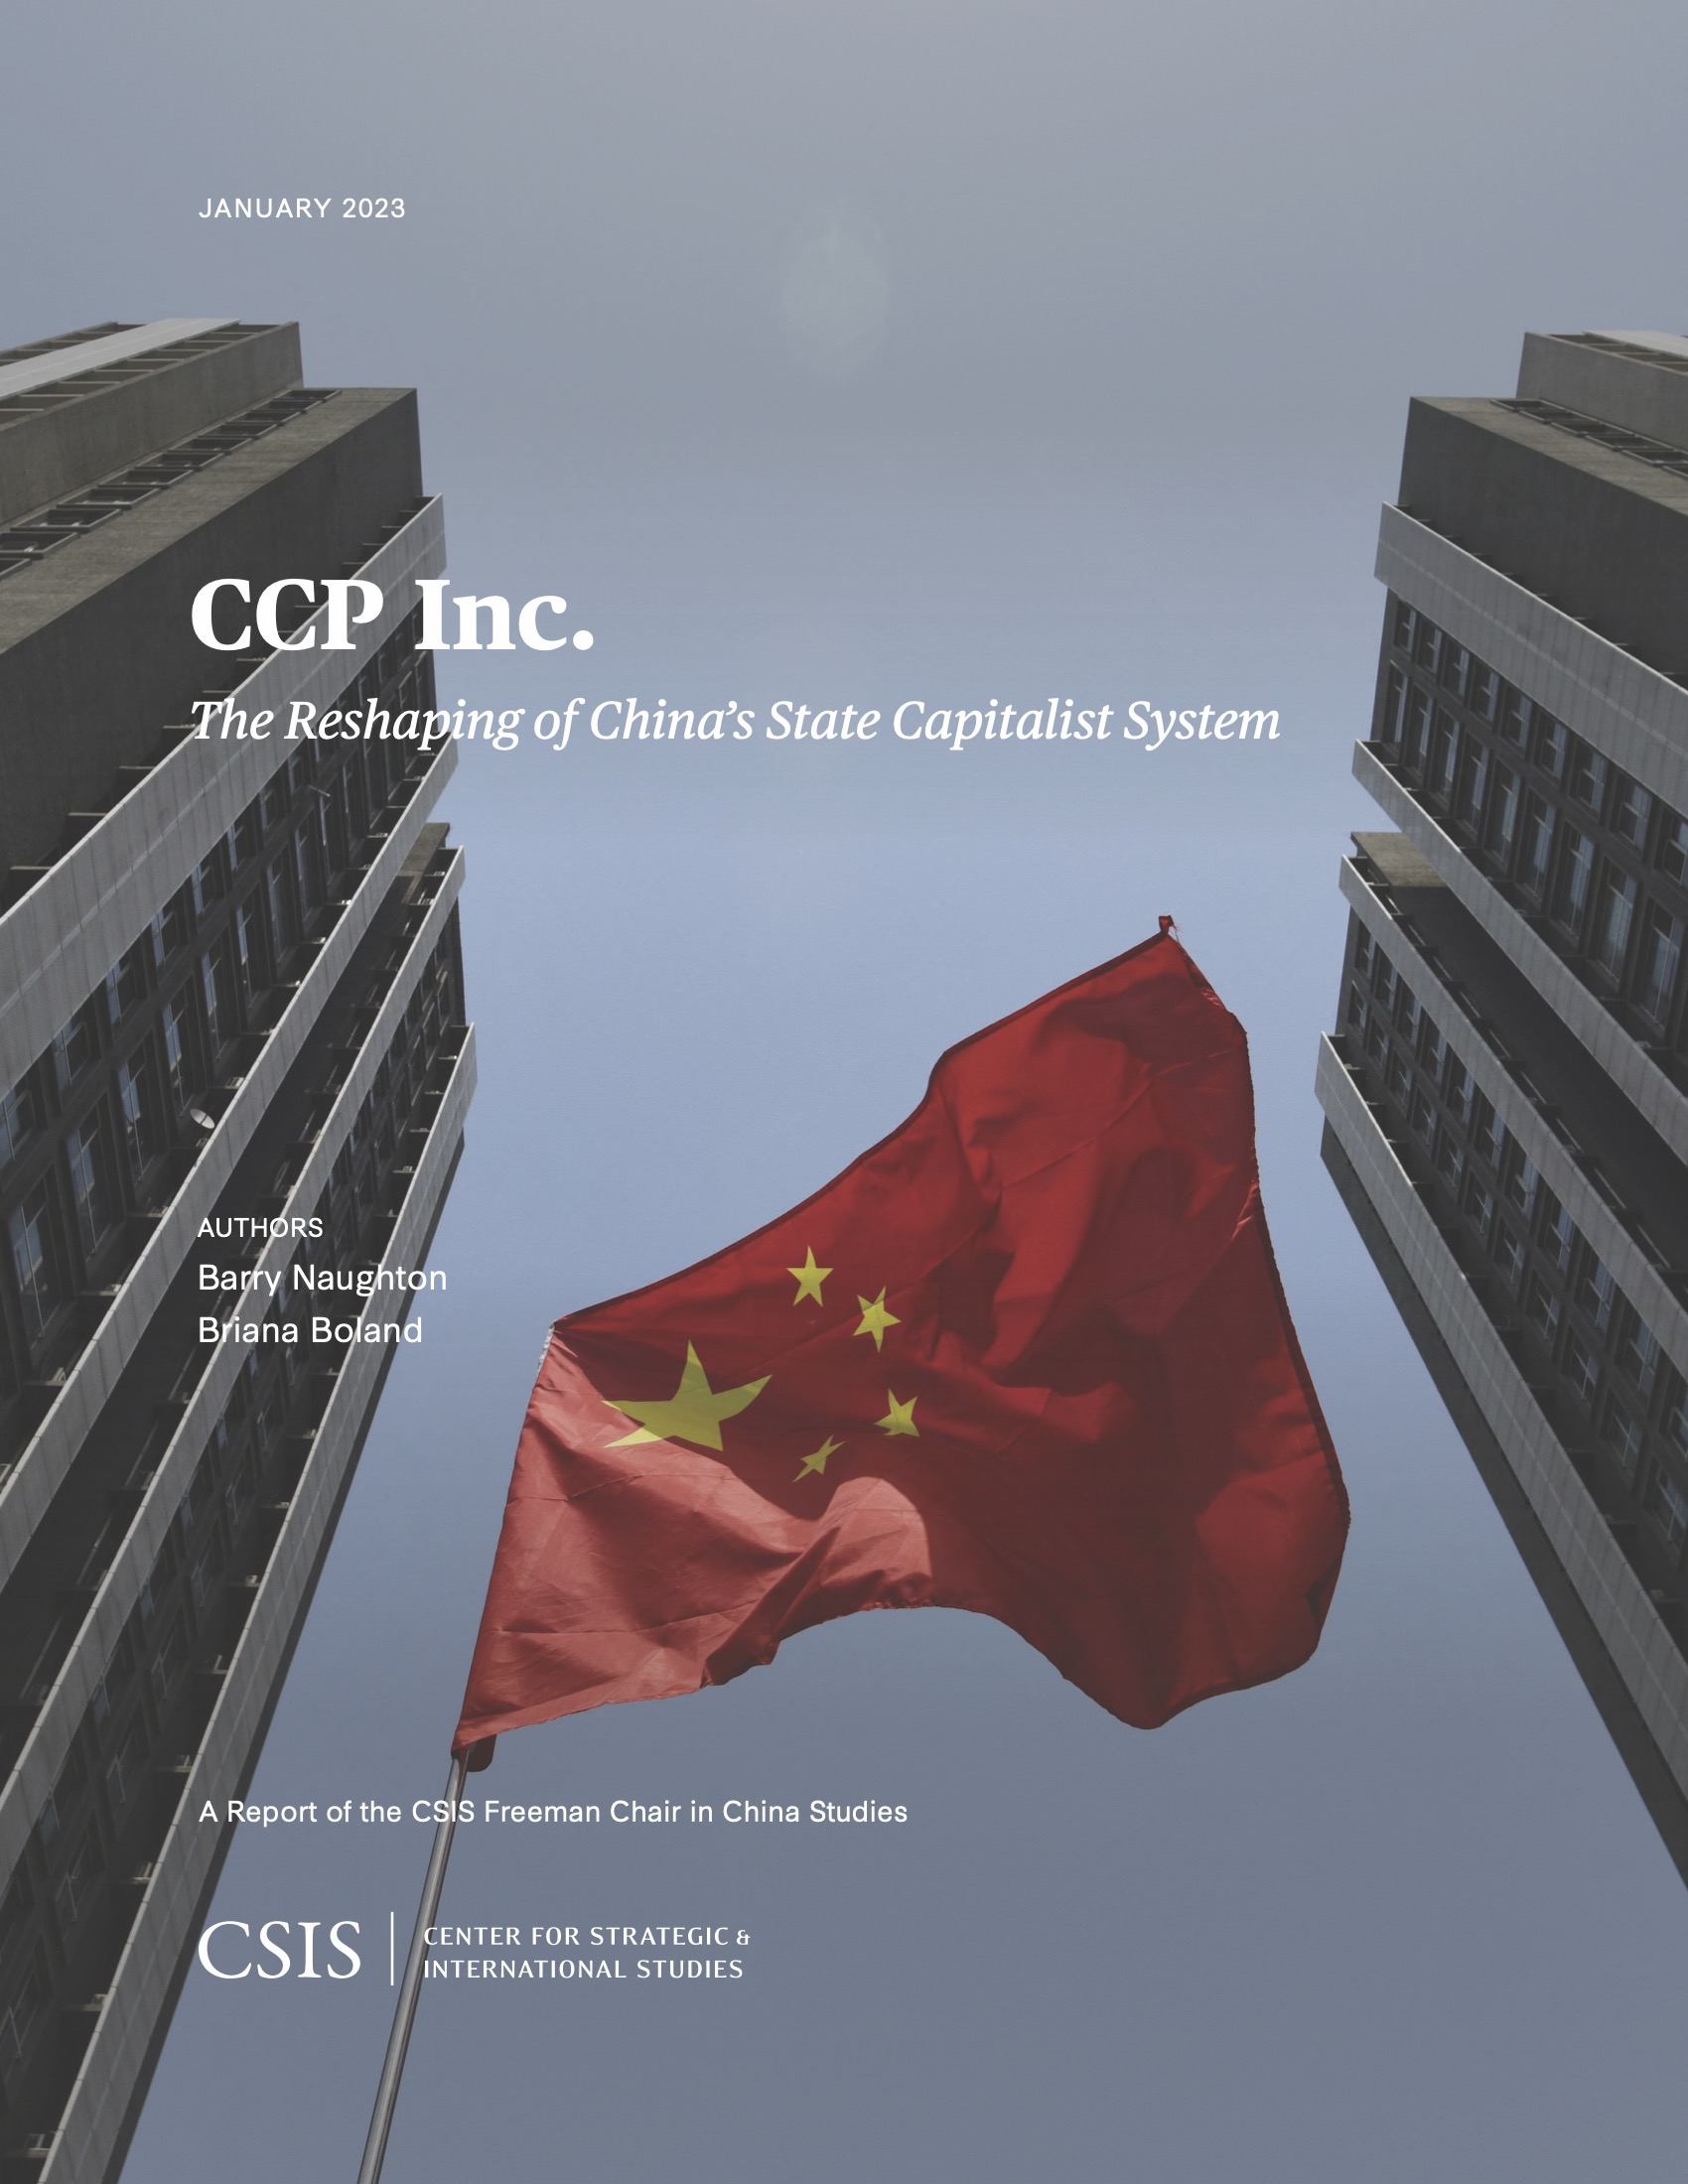 JANUARY 2023
CCP Inc.
The Reshaping of China’s State Capitalist System
AUTHORS
Barry Naughton
Briana Boland
A Report of the CSIS Freeman Chair in China Studies
CSIS
CENTER FOR STRATEGIC &
INTERNATIONAL STUDIES